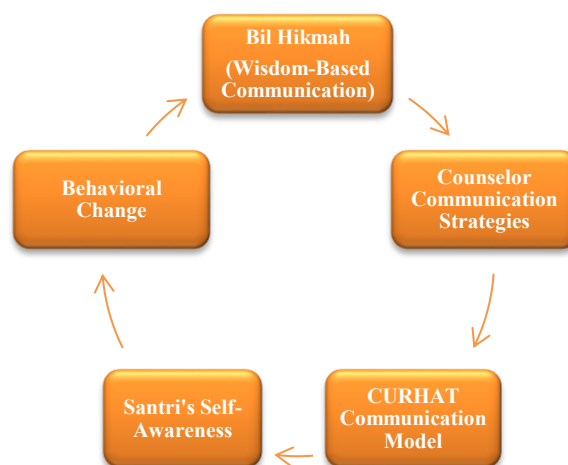 Bil Hikmah
(Wisdom-Based
Communication)
Counselor
Communication
Strategies
CURHAT
Communication
Model
Santri's Self-
Awareness
Behavioral
Change